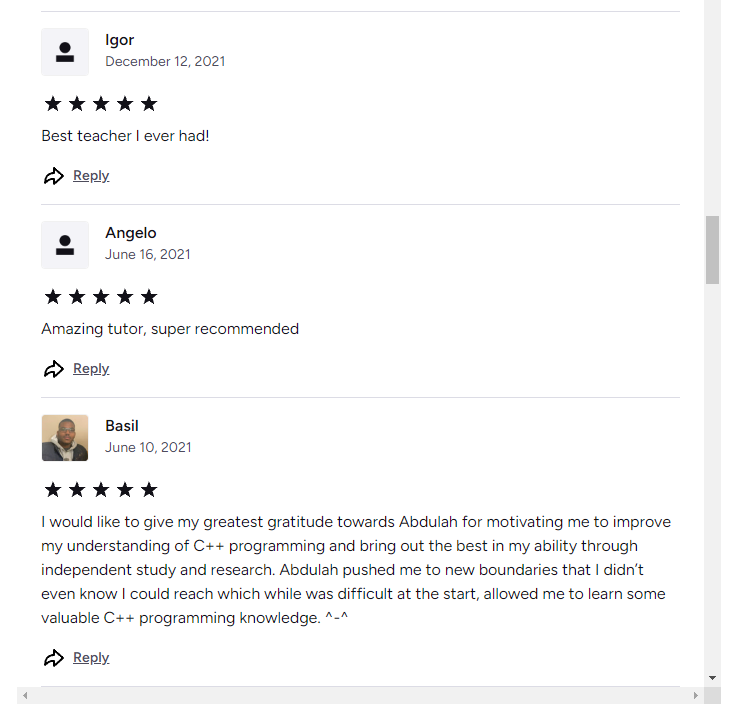 Igor
December 12, 2021
★ ★ ★ ★ ★
Best teacher I ever had!
Reply
Angelo
June 16, 2021
★ ★ ★ ★ ★
Amazing tutor, super recommended
Reply
Basil
June 10, 2021
★ ★ ★ ★ ★
I would like to give my greatest gratitude towards Abdulah for motivating me to improve
my understanding of C++ programming and bring out the best in my ability through
independent study and research. Abdulah pushed me to new boundaries that I didn’t
even know I could reach which while was difficult at the start, allowed me to learn some
valuable C++ programming knowledge. ^-^
Reply